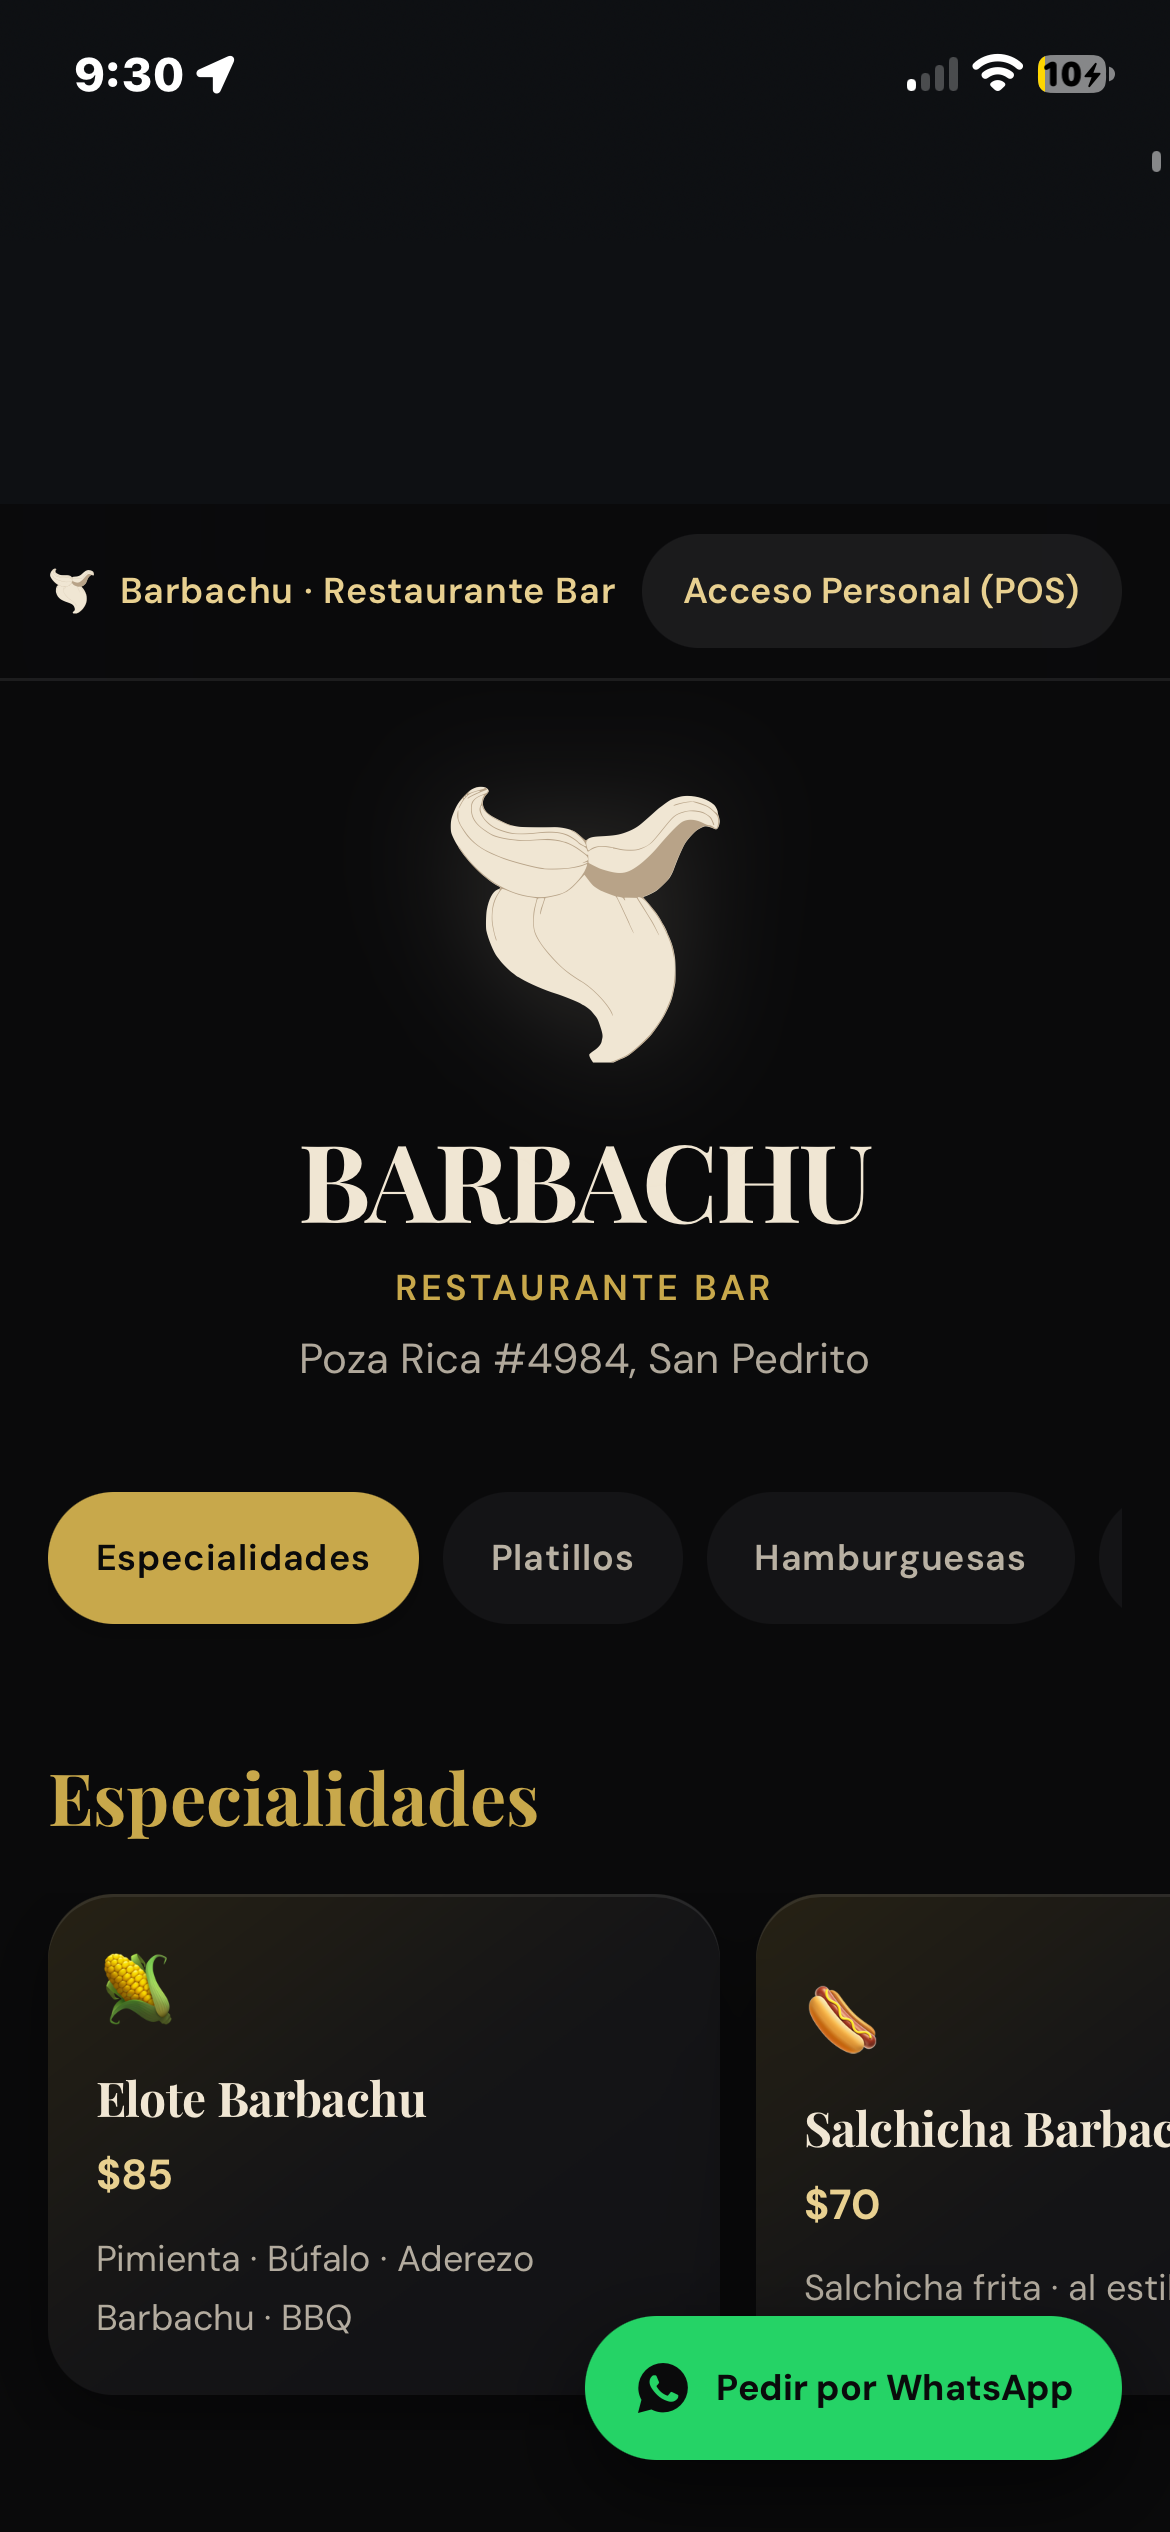 9:30
10
Barbachu · Restaurante Bar
Acceso Personal (POS)
BARBACHU
RESTAURANTE BAR
Poza Rica #4984, San Pedrito
Especialidades
Platillos
Hamburguesas
Especialidades
Elote Barbachu
$85
Pimienta · Búfalo · Aderezo
Barbachu · BBQ
Salchicha Barbac
$70
Salchicha frita · al esti
Pedir por WhatsApp